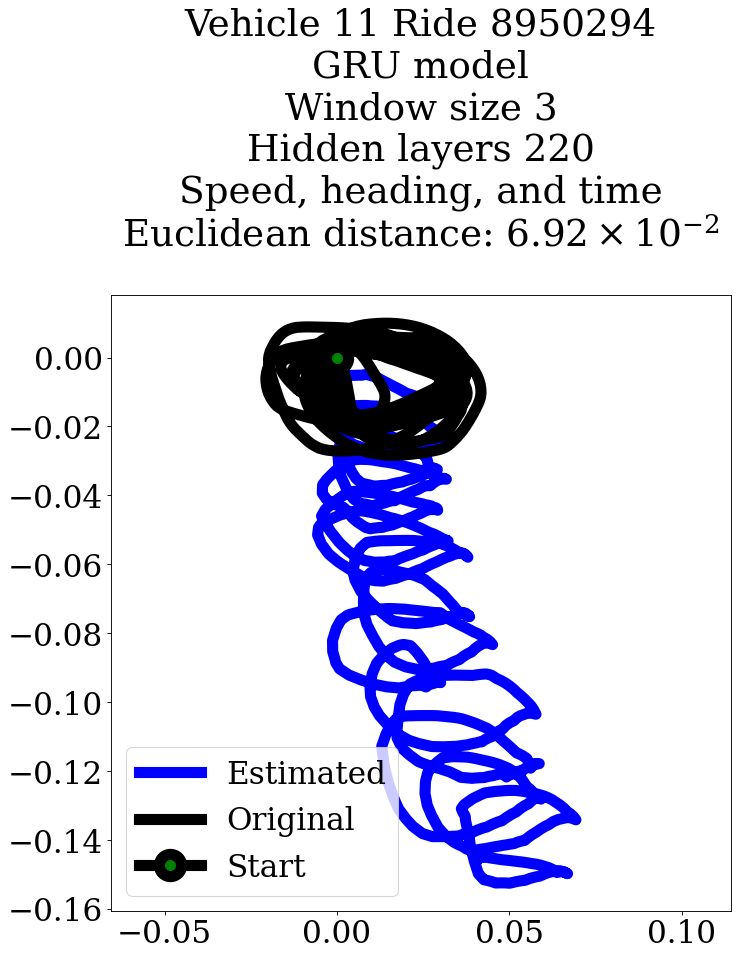 Vehicle 11 Ride 8950294
GRU model
Window size 3
Hidden layers 220
Speed, heading, and time
Euclidean distance: 6.92 × 10⁻²
0.00
−0.02
−0.04
−0.06
−0.08
−0.10
−0.12
−0.14
−0.16
Estimated
Original
Start
−0.05 0.00 0.05 0.10